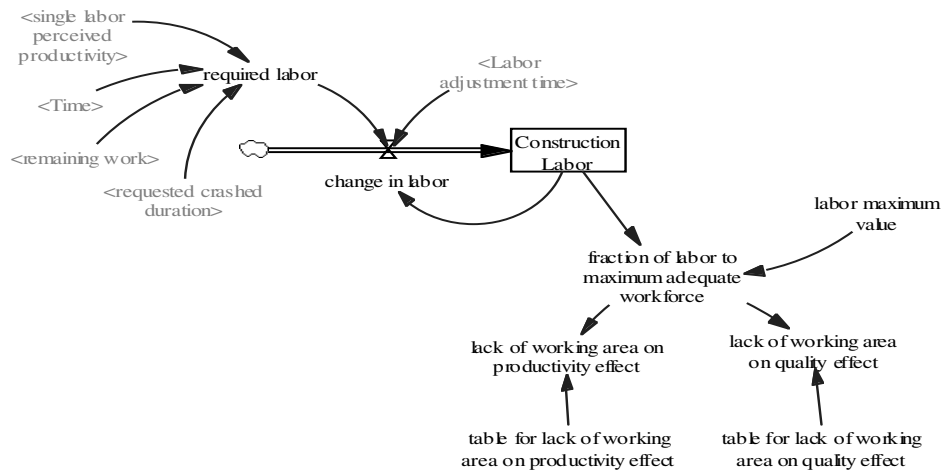 <single labor
perceived
productivity>
required labor
<Time>
<remaining work>
<requested crashed
duration>
<Labor
adjustment time>
Construction
Labor
change in labor
labor maximum
value
fraction of labor to
maximum adequate
workforce
lack of working area on
productivity effect
lack of working area
on quality effect
table for lack of working
area on productivity effect
table for lack of working
area on quality effect